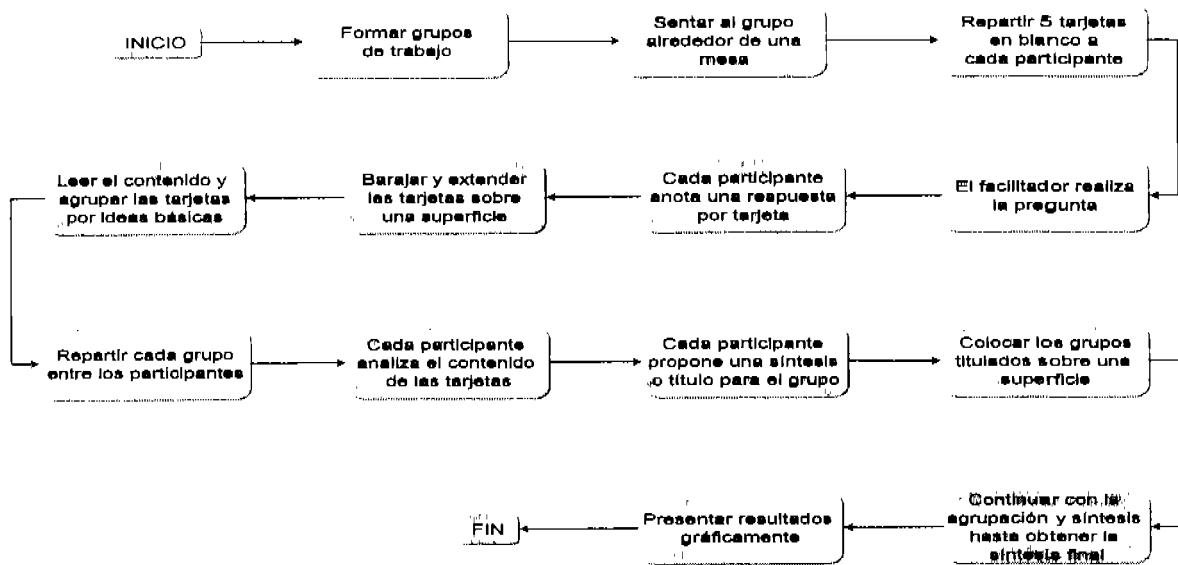 INICIO
Formar grupos
de trabajo
Sentar al grupo
alrededor de una
mesa
Repartir 5 tarjetas
en blanco a
cada participante
El facilitador realiza
la pregunta
Cada participante
anota una respuesta
por tarjeta
Barajar y extender
las tarjetas sobre
una superficie
Leer el contenido y
agrupar las tarjetas
por ideas básicas
Repartir cada grupo
entre los participantes
Cada participante
analiza el contenido
de las tarjetas
Cada participante
propone una síntesis
o título para el grupo
Colocar los grupos
titulados sobre una
superficie
Continuar con la
agrupación y síntesis
hasta obtener la
síntesis final
Presentar resultados
gráficamente
FIN